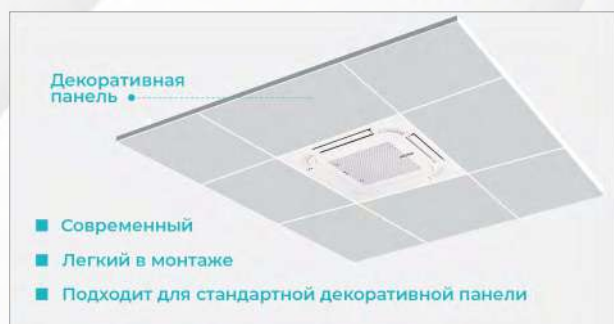 Декоративная
панель
Современный
Легкий в монтаже
Подходит для стандартной декоративной панели